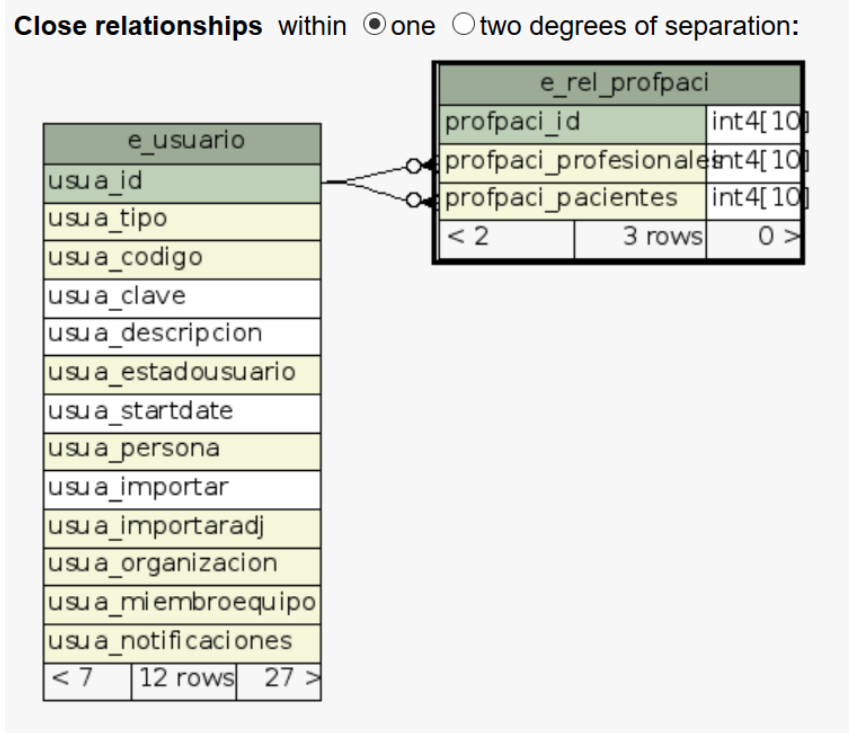 Close relationships within one two degrees of separation:
e_rel_profpaci
profpaci_id int4[10]
profpaci_profesionales int4[10]
profpaci_pacientes int4[10]
< 2 3 rows 0 >
e_usuario
usua_id
usua_tipo
usua_codigo
usua_clave
usua_descripcion
usua_estadousuario
usua_startdate
usua_persona
usua_importar
usua_importaradj
usua_organizacion
usua_miembroequipo
usua_notificaciones
< 7 12 rows 27 >